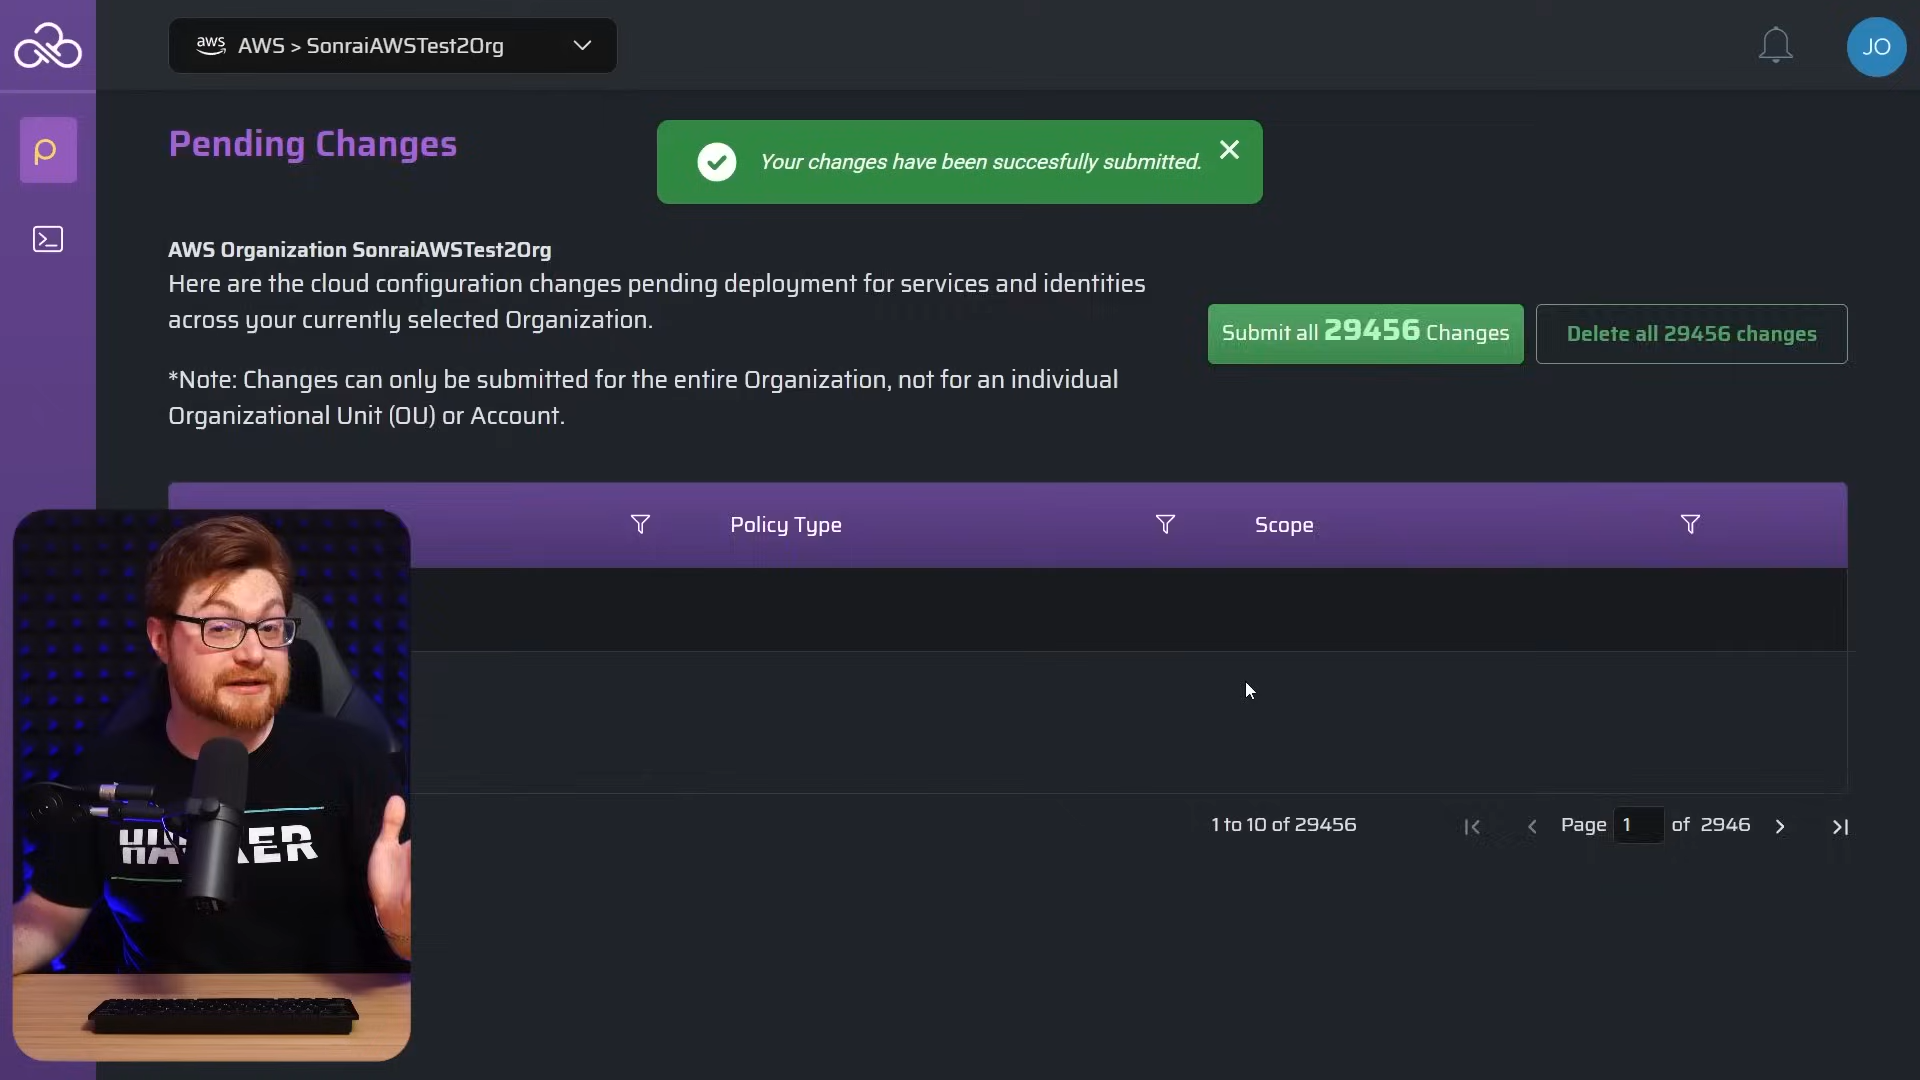 aws AWS > SonraiAWSTest2Org
JO
Pending Changes
Your changes have been succesfully submitted.
AWS Organization SonraiAWSTest2Org
Here are the cloud configuration changes pending deployment for services and identities
across your currently selected Organization.
Submit all 29456 Changes
Delete all 29456 changes
*Note: Changes can only be submitted for the entire Organization, not for an individual
Organizational Unit (OU) or Account.
Policy Type
Scope
1 to 10 of 29456
Page 1 of 2946